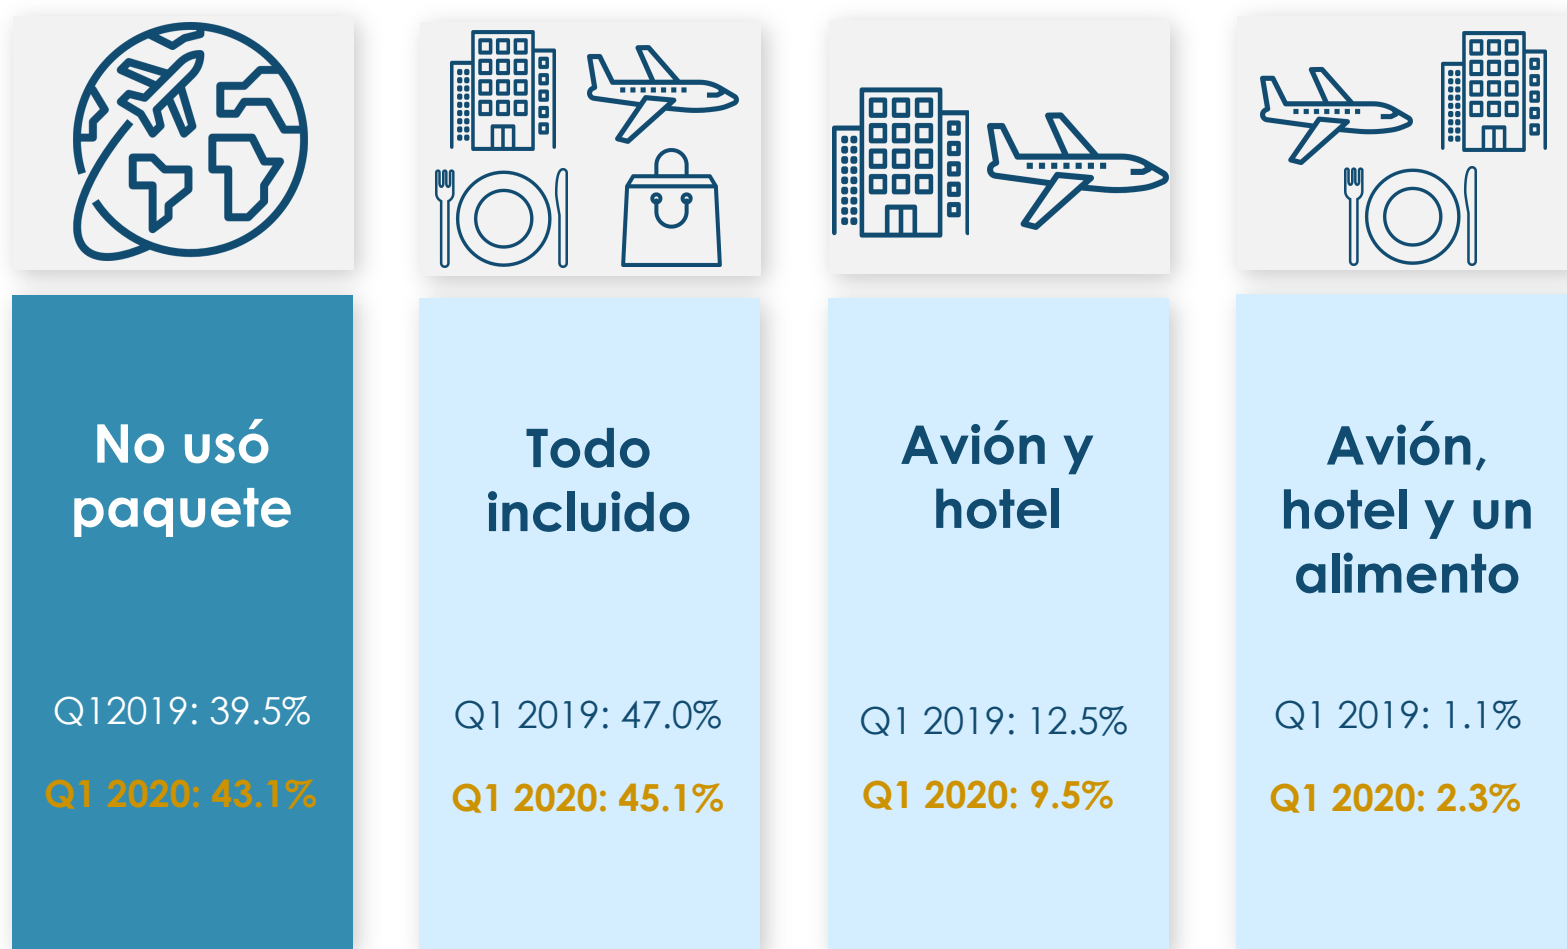 No usó
paquete
Q12019: 39.5%
Q1 2020: 43.1%
Todo
incluido
Q1 2019: 47.0%
Q1 2020: 45.1%
Avión y
hotel
Q1 2019: 12.5%
Q1 2020: 9.5%
Avión,
hotel y un
alimento
Q1 2019: 1.1%
Q1 2020: 2.3%